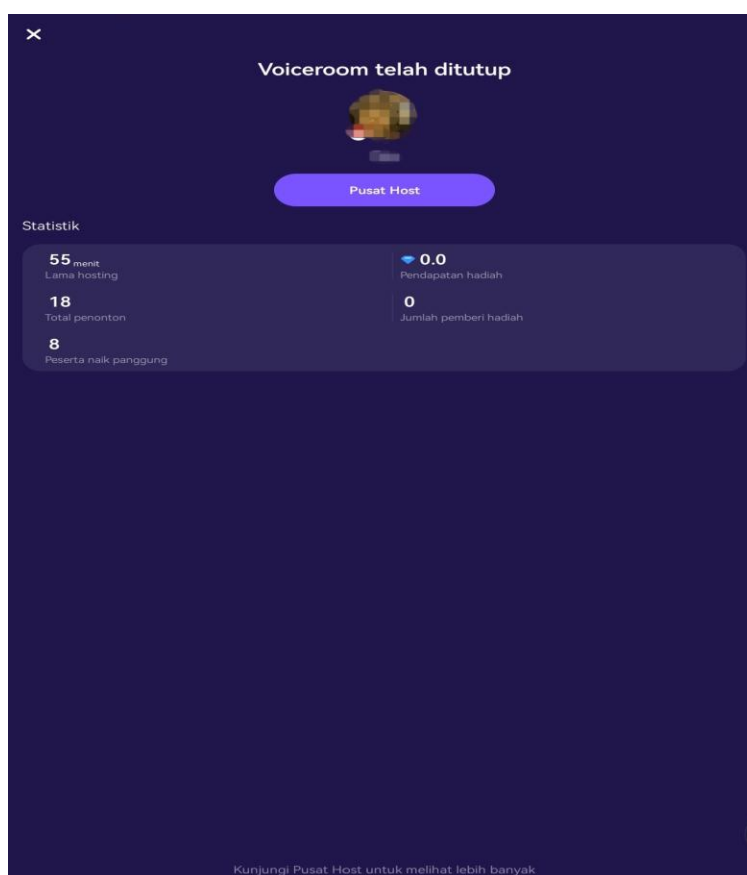 Voiceroom telah ditutup
Pusat Host
Statistik
55 menit
Lama hosting
0.0
Pendapatan hadiah
18
Total penonton
0
Jumlah pemberi hadiah
8
Peserta naik panggung
Kunjungi Pusat Host untuk melihat lebih banyak